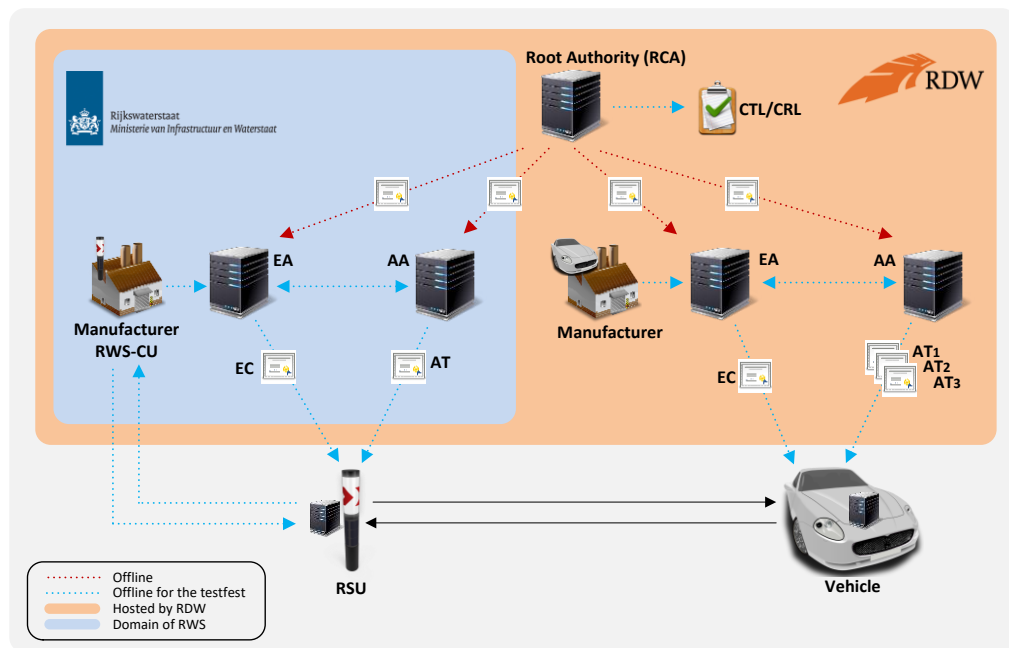 Root Authority (RCA)
RDW
CTL/CRL
Rijkswaterstaat
Ministerie van Infrastructuur en Waterstaat
EA
AA
EA
AA
Manufacturer
RWS-CU
Manufacturer
EC
AT
EC
AT1
AT2
AT3
RSU
Vehicle
Offline
Offline for the testfest
Hosted by RDW
Domain of RWS